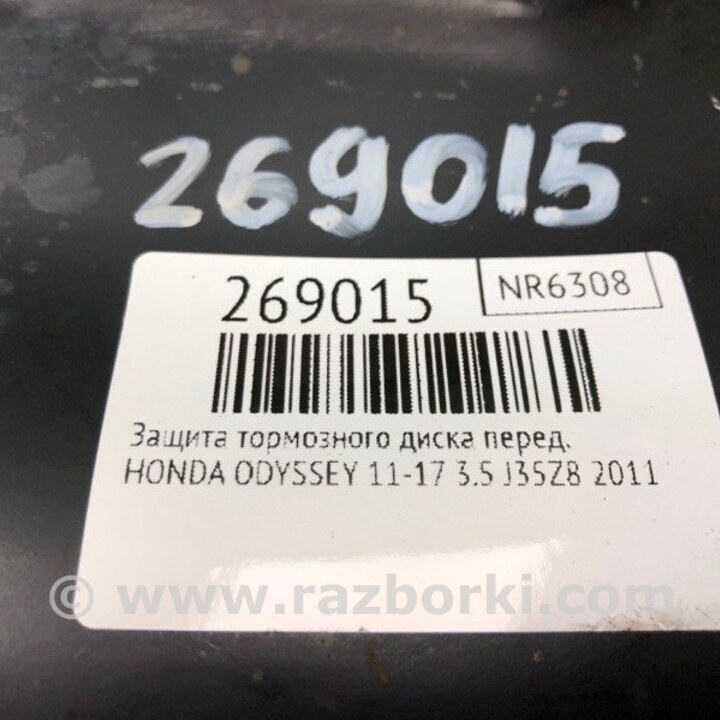 269015
269015
NR6308
Защита тормозного диска перед.
HONDA ODYSSEY 11-17 3.5 J35Z8 2011
© www.razborki.com